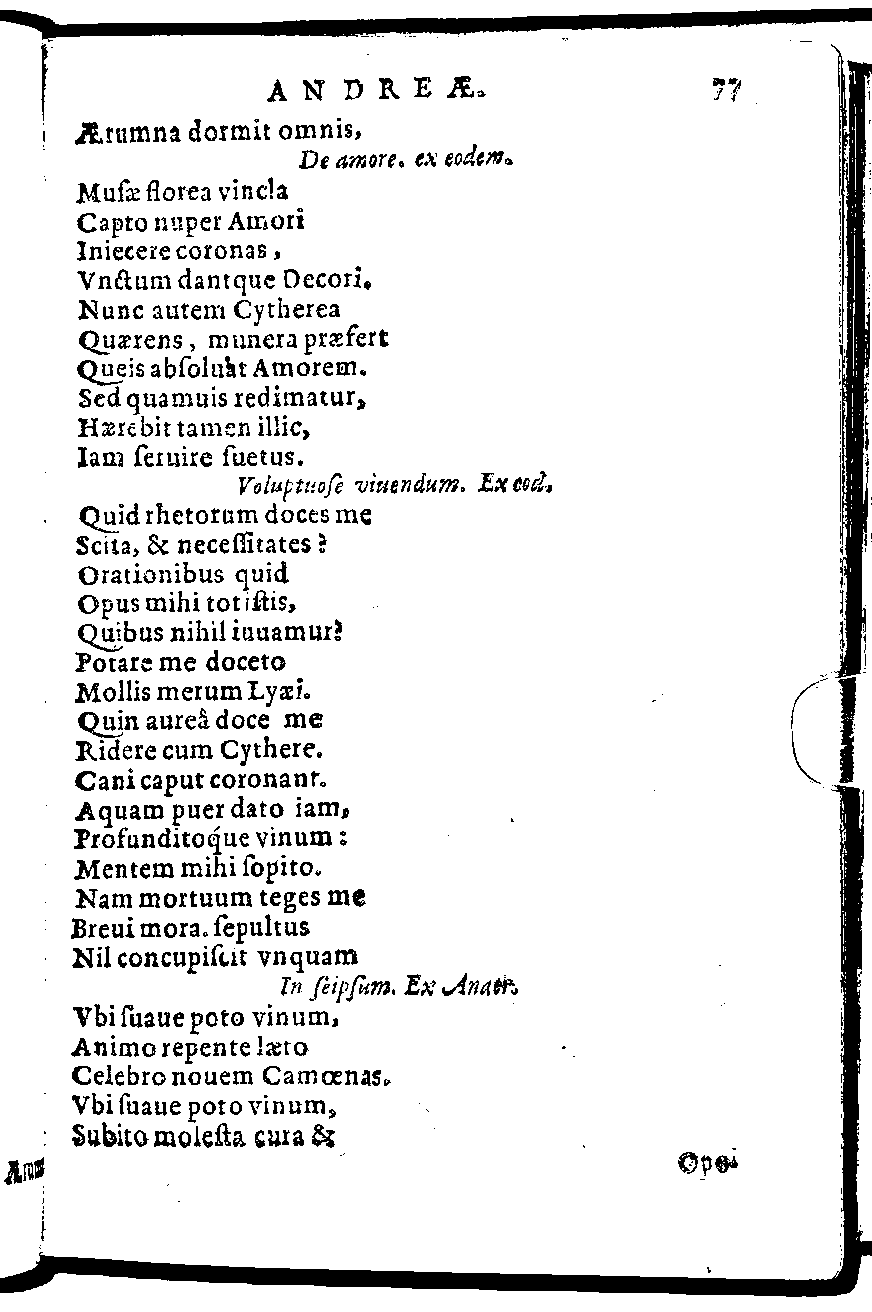 ANDREÆ. 77
Ærumna dormit omnis,
De amore. ex eodem.
Muſæ florea vincla
Capto nuper Amori
Iniecere coronas,
Vnctum dantque Decori.
Nunc autem Cytherea
Quærens, munera præfert
Queis abſoluat Amorem.
Sed quamuis redimatur,
Hærebit tamen illic,
Iam ſeruire ſuetus.
Voluptuoſe viuendum. Ex eod.
Quid rhetorum doces me
Scita, & neceſſitates?
Orationibus quid
Opus mihi tot iſtis,
Quibus nihil iuuamur?
Potare me doceto
Mollis merum Lyæi.
Quin aureâ doce me
Ridere cum Cythere.
Cani caput coronant.
Aquam puer dato iam,
Profunditoq́ue vinum:
Mentem mihi ſopito.
Nam mortuum teges me
Breui mora. ſepultus
Nil concupiſcit vnquam
In ſeipſum. Ex Anacr.
Vbi ſuaue poto vinum,
Animo repente læto
Celebro nouem Camœnas.
Vbi ſuaue poto vinum,
Subito moleſta cura &